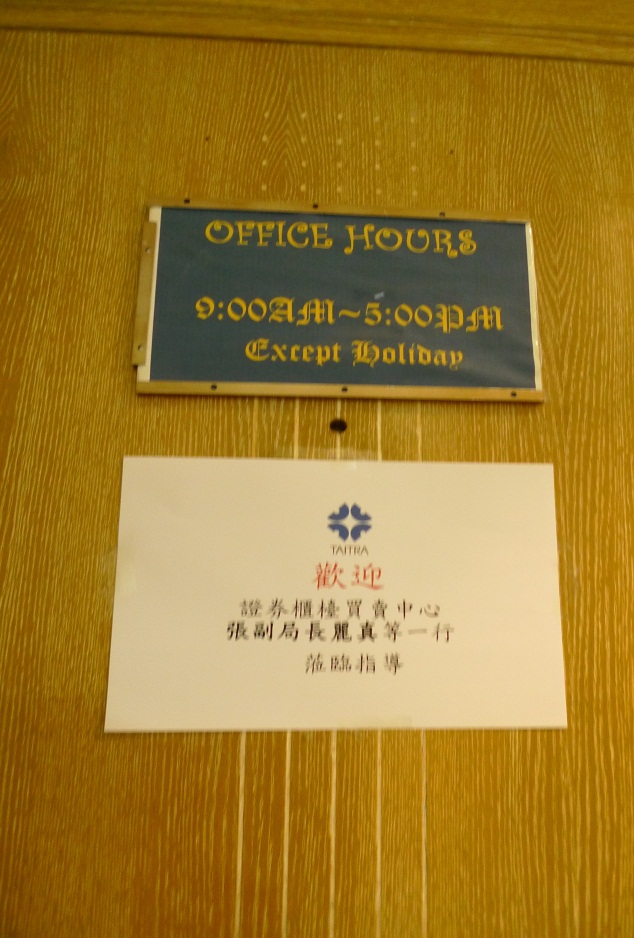 OFFICE HOURS
9:00AM~5:00PM
Except Holiday
TAITRA
歡迎
證券櫃檯買賣中心
張副局長麗真等一行
蒞臨指導